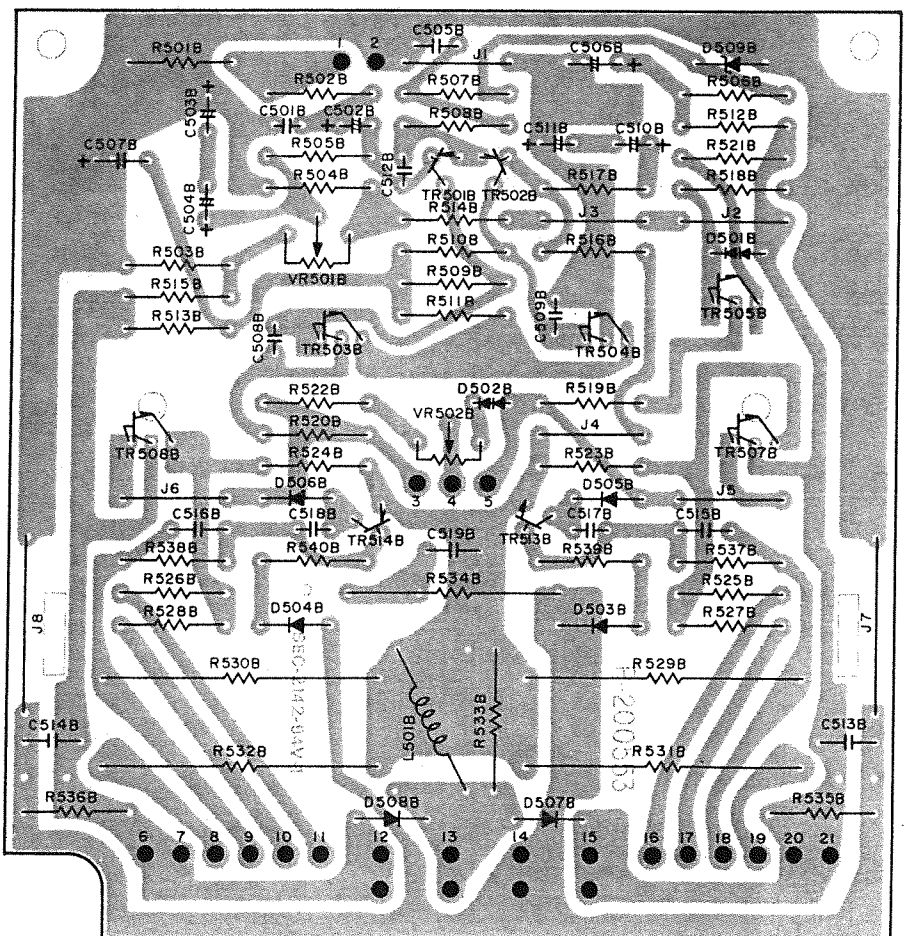 C505B
R501B 1 2 J1 C506B + D509B
R502B R507B R506B
C503B + C501B + C502B R508B R512B
C507B + R505B C512B + C511B C510B + R521B
R504B TR501B TR502B R517B R518B
C504B + R514B J3 J2
R503B VR501B R510B R516B D501B
R515B R509B
R513B R511B C509B TR505B
C508B TR503B TR504B
R522B D502B R519B
R520B VR502B J4
TR508B R524B R523B TR507B
J6 D506B 3 4 5 D505B J5
C516B C518B TR514B C519B TR513B C517B C515B
R538B R540B R539B R537B
R526B R534B R525B
R528B D504B D503B R527B
J8 J7
R530B R529B
C514B L501B R533B C513B
R532B R531B
R536B D508B D507B R535B
6 7 8 9 10 11 12 13 14 15 16 17 18 19 20 21